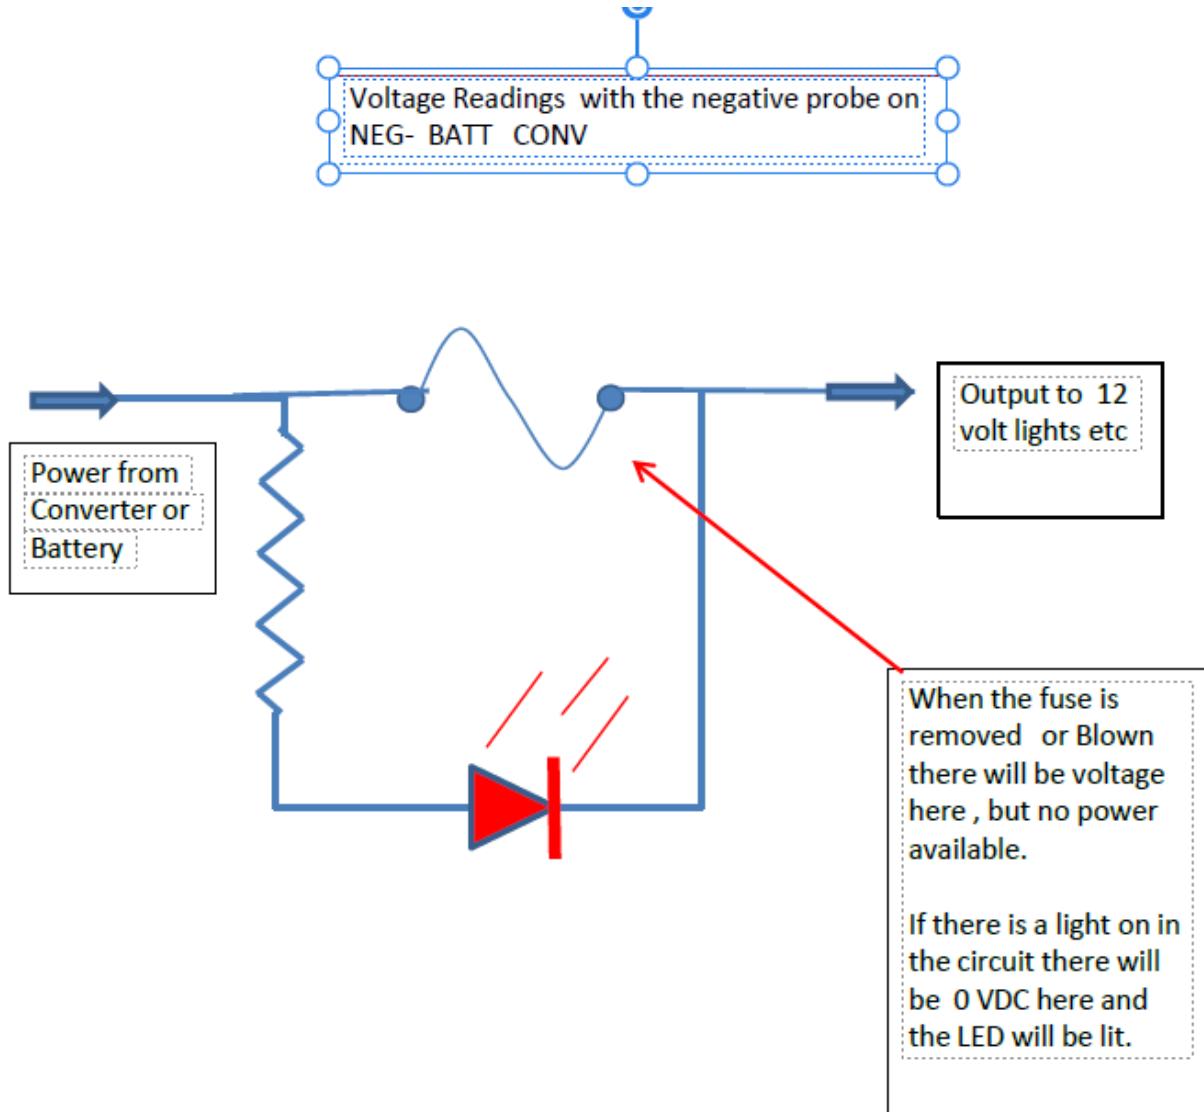 Voltage Readings  with the negative probe on
NEG-  BATT   CONV
Output to  12
volt lights etc
Power from
Converter or
Battery
When the fuse is
removed   or Blown
there will be voltage
here , but no power
available.
If there is a light on in
the circuit there will
be  0 VDC here and
the LED will be lit.